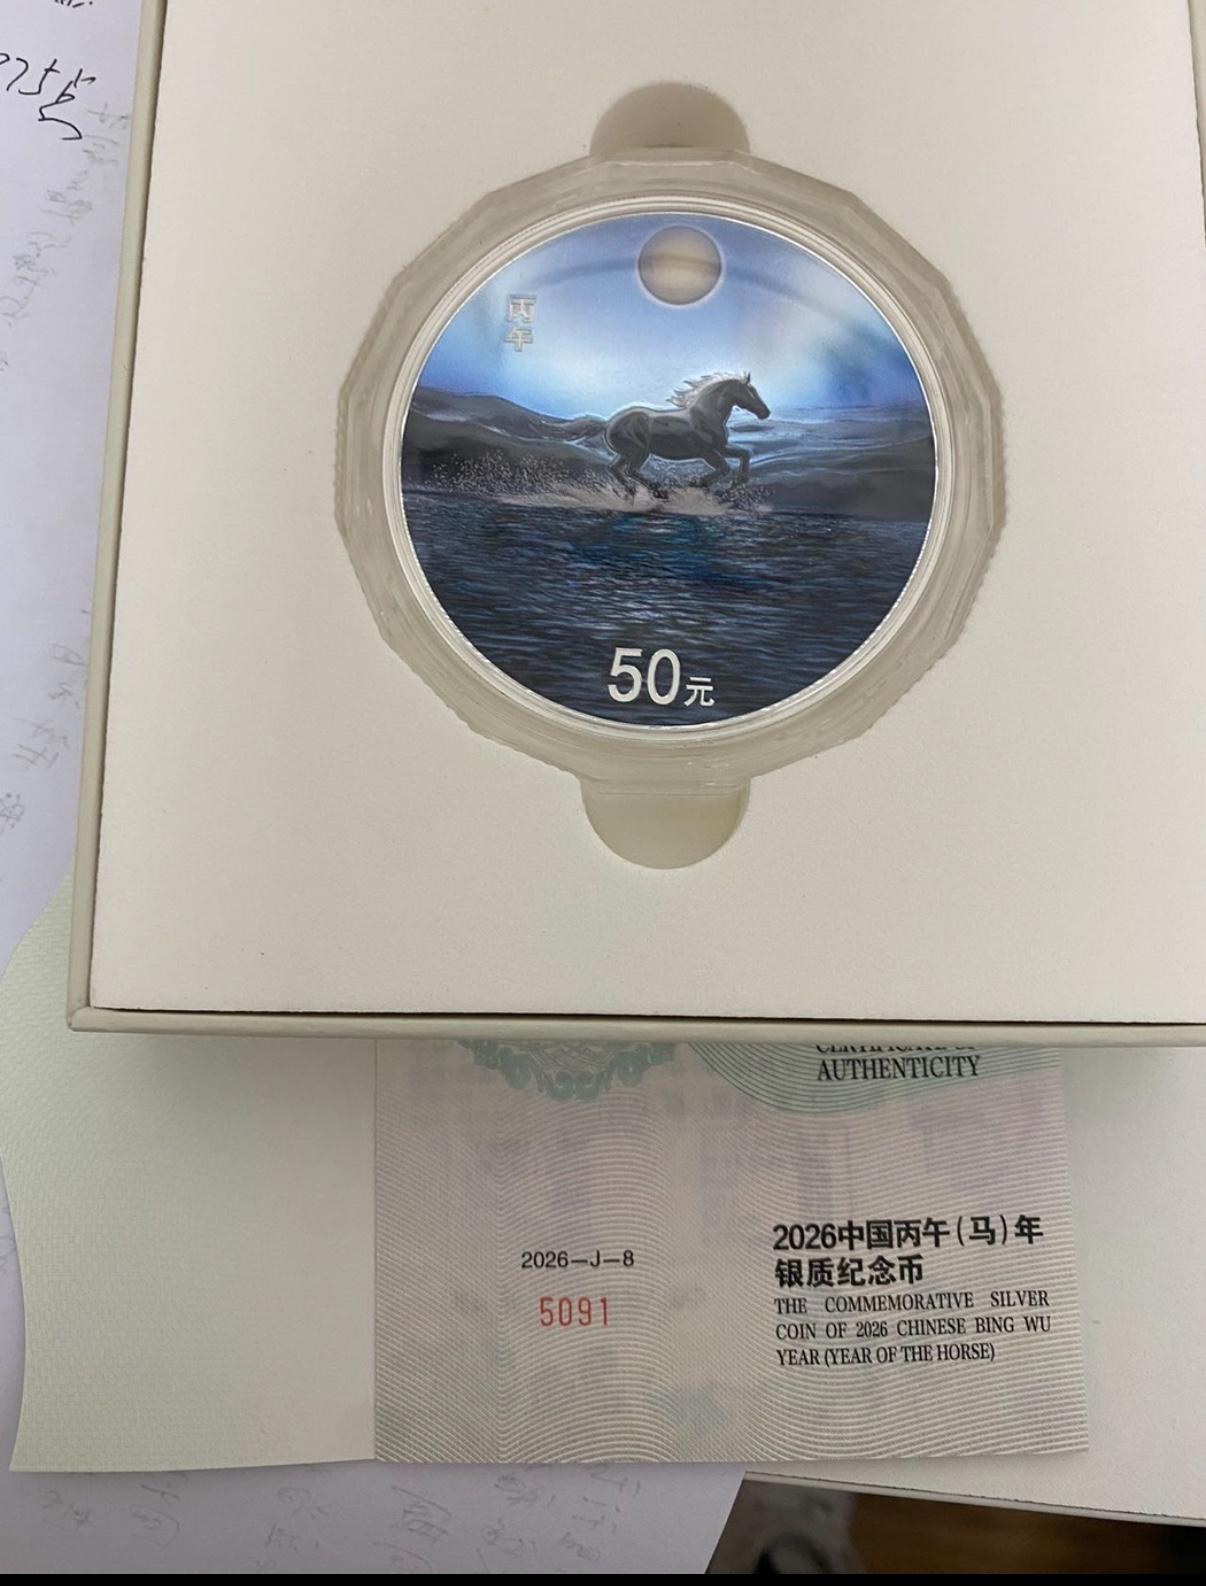 丙
午
50元
AUTHENTICITY
2026中国丙午(马)年
银质纪念币
THE COMMEMORATIVE SILVER
COIN OF 2026 CHINESE BING WU
YEAR (YEAR OF THE HORSE)
2026-J-8
5091